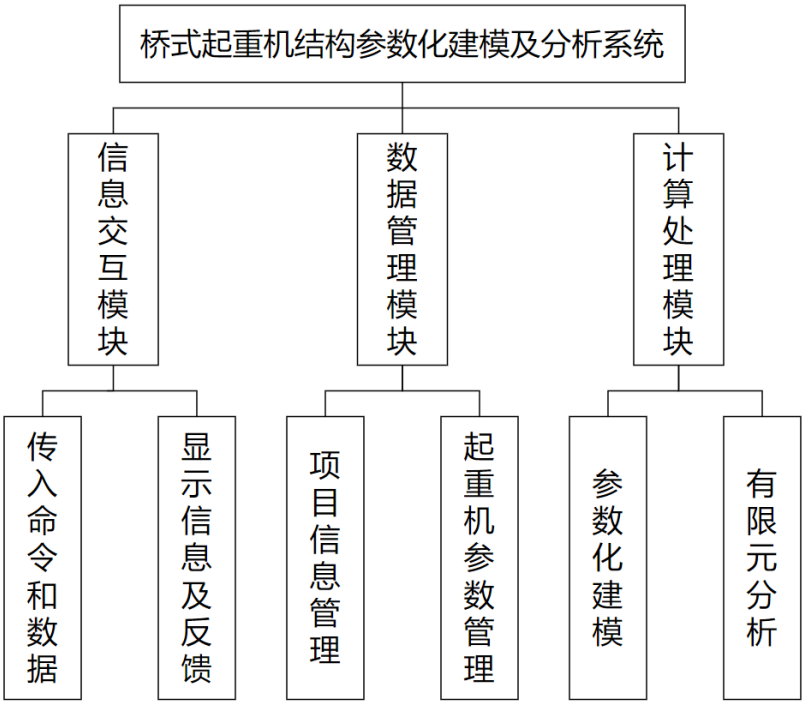 桥式起重机结构参数化建模及分析系统
信息交互模块
数据管理模块
计算处理模块
传入命令和数据
显示信息及反馈
项目信息管理
起重机参数管理
参数化建模
有限元分析